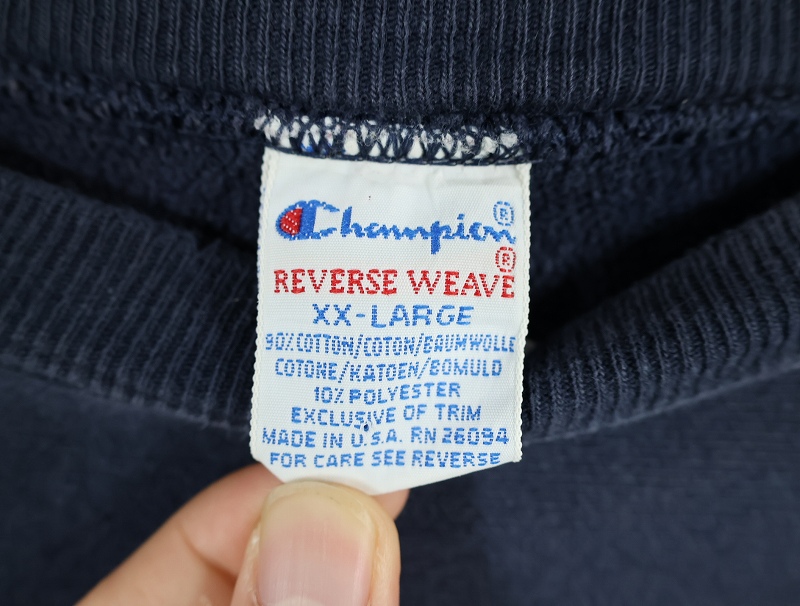 Champion®
REVERSE WEAVE®
XX-LARGE
90% COTTON/COTON/BAUMWOLLE
COTONE/KATOEN/BOMULD
10% POLYESTER
EXCLUSIVE OF TRIM
MADE IN U.S.A. RN 26094
FOR CARE SEE REVERSE